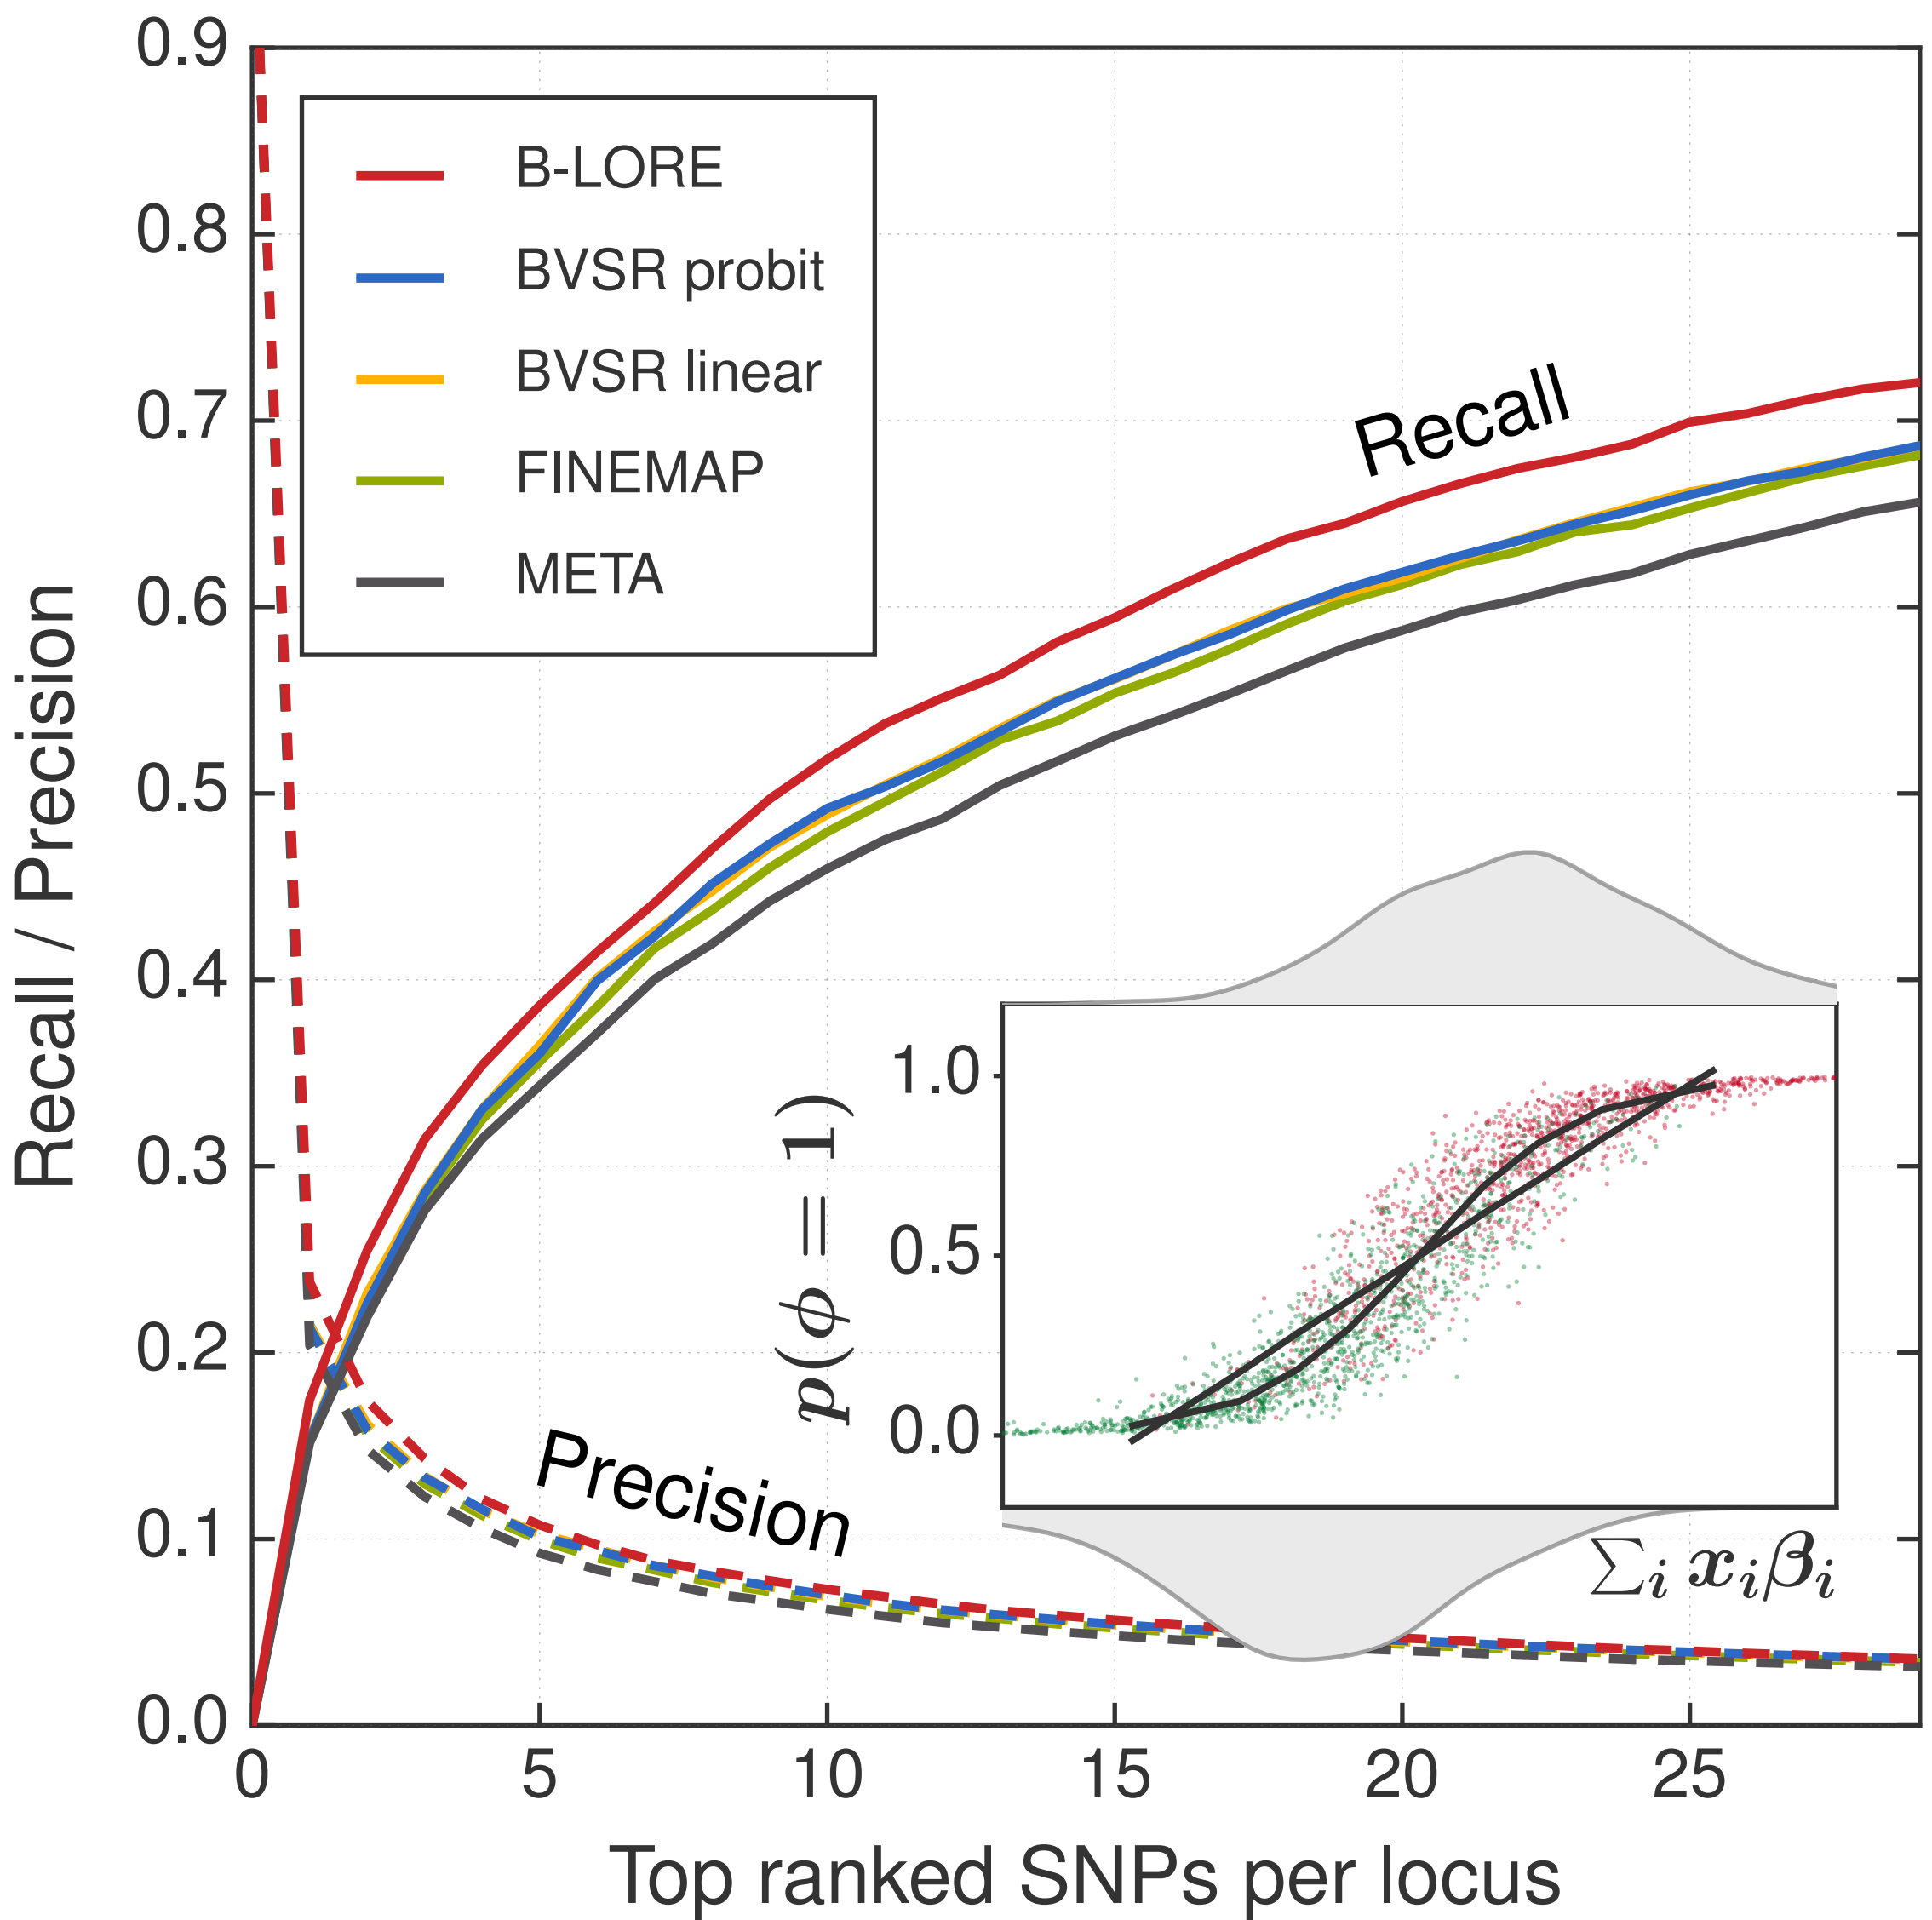 0.9
0.8
0.7
0.6
0.5
0.4
0.3
0.2
0.1
0.0
Recall / Precision
B-LORE
BVSR probit
BVSR linear
FINEMAP
META
Recall
Precision
1.0
0.5
0.0
p(ϕ = 1)
∑ᵢ xᵢβᵢ
0 5 10 15 20 25
Top ranked SNPs per locus